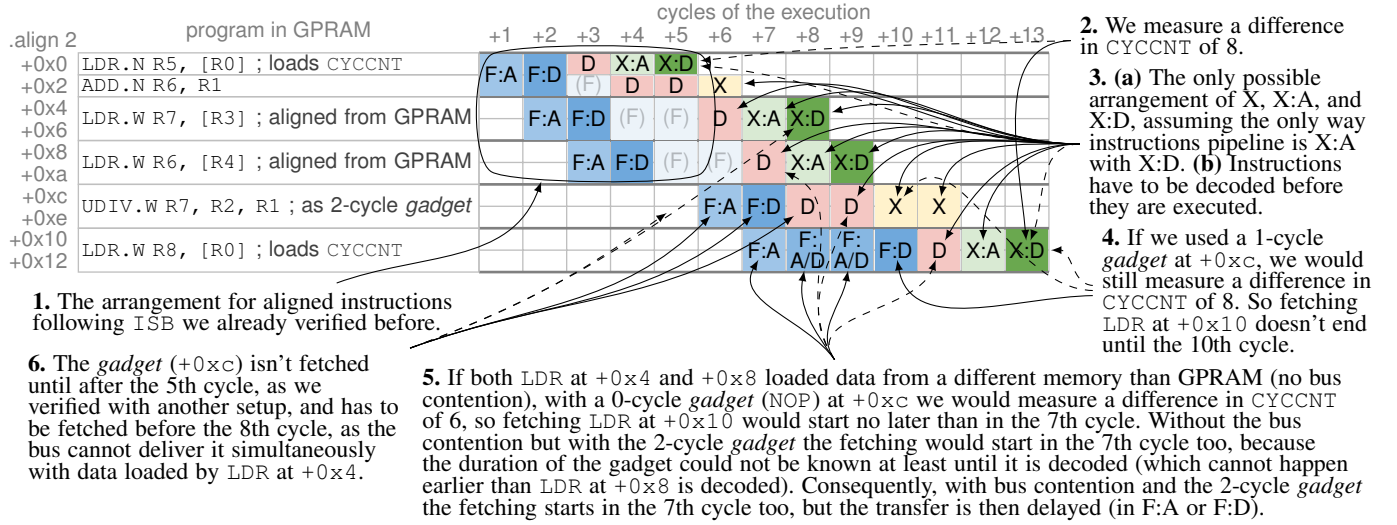 cycles of the execution
program in GPRAM
+1 +2 +3 +4 +5 +6 +7 +8 +9 +10 +11 +12 +13
.align 2
+0x0 LDR.N R5, [R0] ; loads CYCCNT F:A F:D D X:A X:D
+0x2 ADD.N R6, R1 (F) D D X
+0x4 LDR.W R7, [R3] ; aligned from GPRAM F:A F:D (F) (F) D X:A X:D
+0x6
+0x8 LDR.W R6, [R4] ; aligned from GPRAM F:A F:D (F) (F) D X:A X:D
+0xa
+0xc UDIV.W R7, R2, R1 ; as 2-cycle gadget F:A F:D D D X X
+0xe
+0x10 LDR.W R8, [R0] ; loads CYCCNT F:A F:A/D F:A/D F:D D X:A X:D
+0x12
1. The arrangement for aligned instructions
following ISB we already verified before.
2. We measure a difference
in CYCCNT of 8.
3. (a) The only possible
arrangement of X, X:A, and
X:D, assuming the only way
instructions pipeline is X:A
with X:D. (b) Instructions
have to be decoded before
they are executed.
4. If we used a 1-cycle
gadget at +0xc, we would
still measure a difference in
CYCCNT of 8. So fetching
LDR at +0x10 doesn't end
until the 10th cycle.
5. If both LDR at +0x4 and +0x8 loaded data from a different memory than GPRAM (no bus
contention), with a 0-cycle gadget (NOP) at +0xc we would measure a difference in CYCCNT
of 6, so fetching LDR at +0x10 would start no later than in the 7th cycle. Without the bus
contention but with the 2-cycle gadget the fetching would start in the 7th cycle too, because
the duration of the gadget could not be known at least until it is decoded (which cannot happen
earlier than LDR at +0x8 is decoded). Consequently, with bus contention and the 2-cycle gadget
the fetching starts in the 7th cycle too, but the transfer is then delayed (in F:A or F:D).
6. The gadget (+0xc) isn't fetched
until after the 5th cycle, as we
verified with another setup, and has to
be fetched before the 8th cycle, as the
bus cannot deliver it simultaneously
with data loaded by LDR at +0x4.